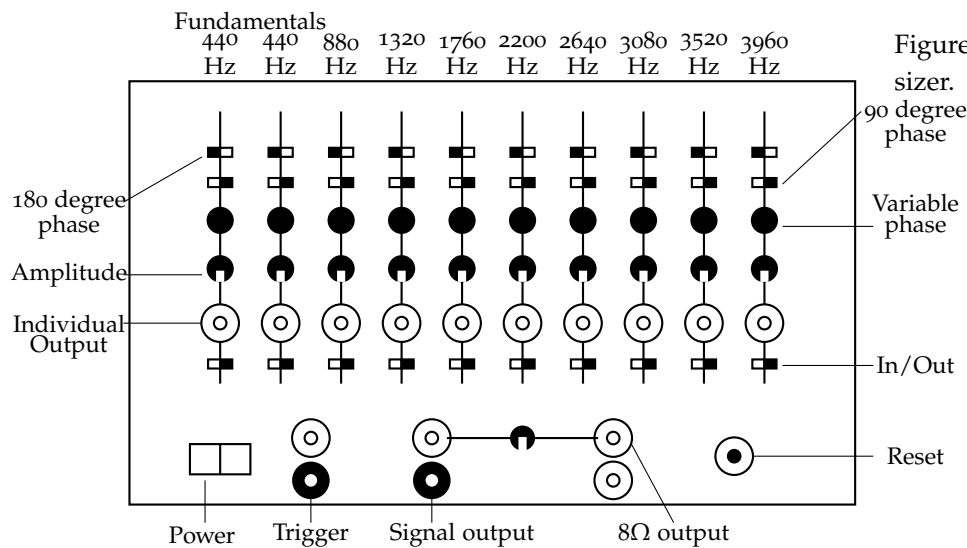 Fundamentals
440 440 880 1320 1760 2200 2640 3080 3520 3960
Hz Hz Hz Hz Hz Hz Hz Hz Hz Hz
Figure
sizer.
90 degree
phase
180 degree
phase
Variable
phase
Amplitude
Individual
Output
In/Out
Reset
Power
Trigger
Signal output
8Ω output